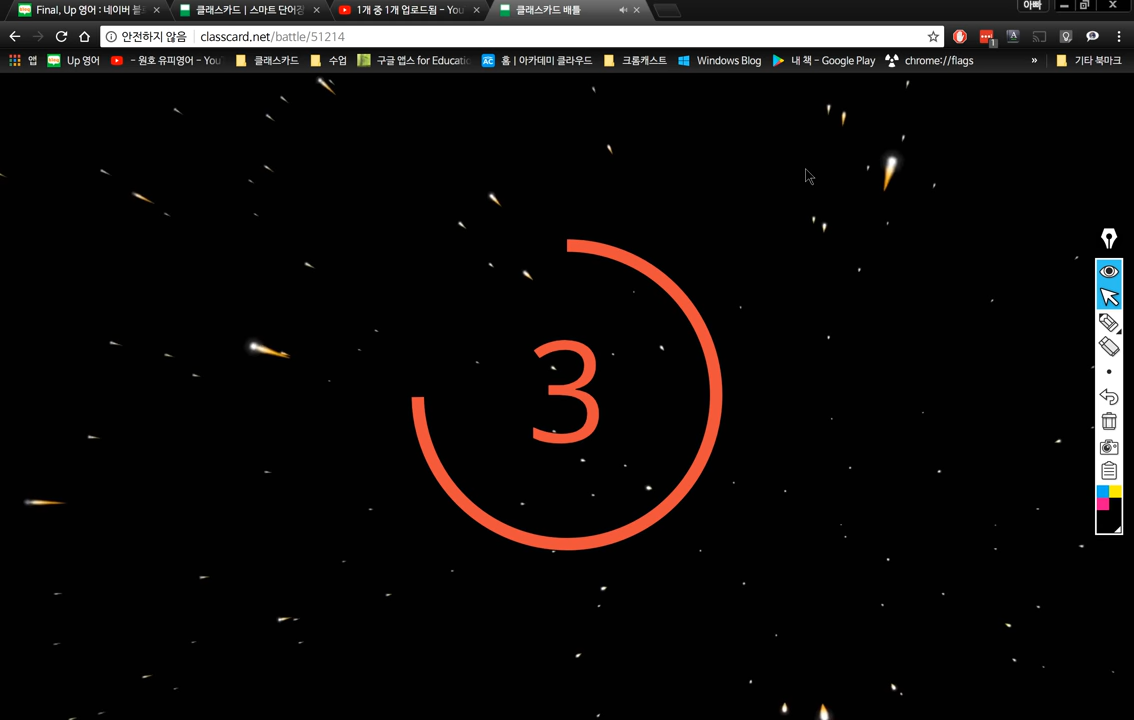 Final, Up 영어 : 네이버 블
클래스카드 | 스마트 단어장
1개 중 1개 업로드됨 - You
클래스카드 배틀
아빠
안전하지 않음 classcard.net/battle/51214
1
앱 Up 영어 - 원호 유피영어 - You 클래스카드 수업 구글 앱스 for Educatio 홈 | 아카데미 클라우드 크롬캐스트 Windows Blog 내 책 - Google Play chrome://flags » 기타 북마크
3